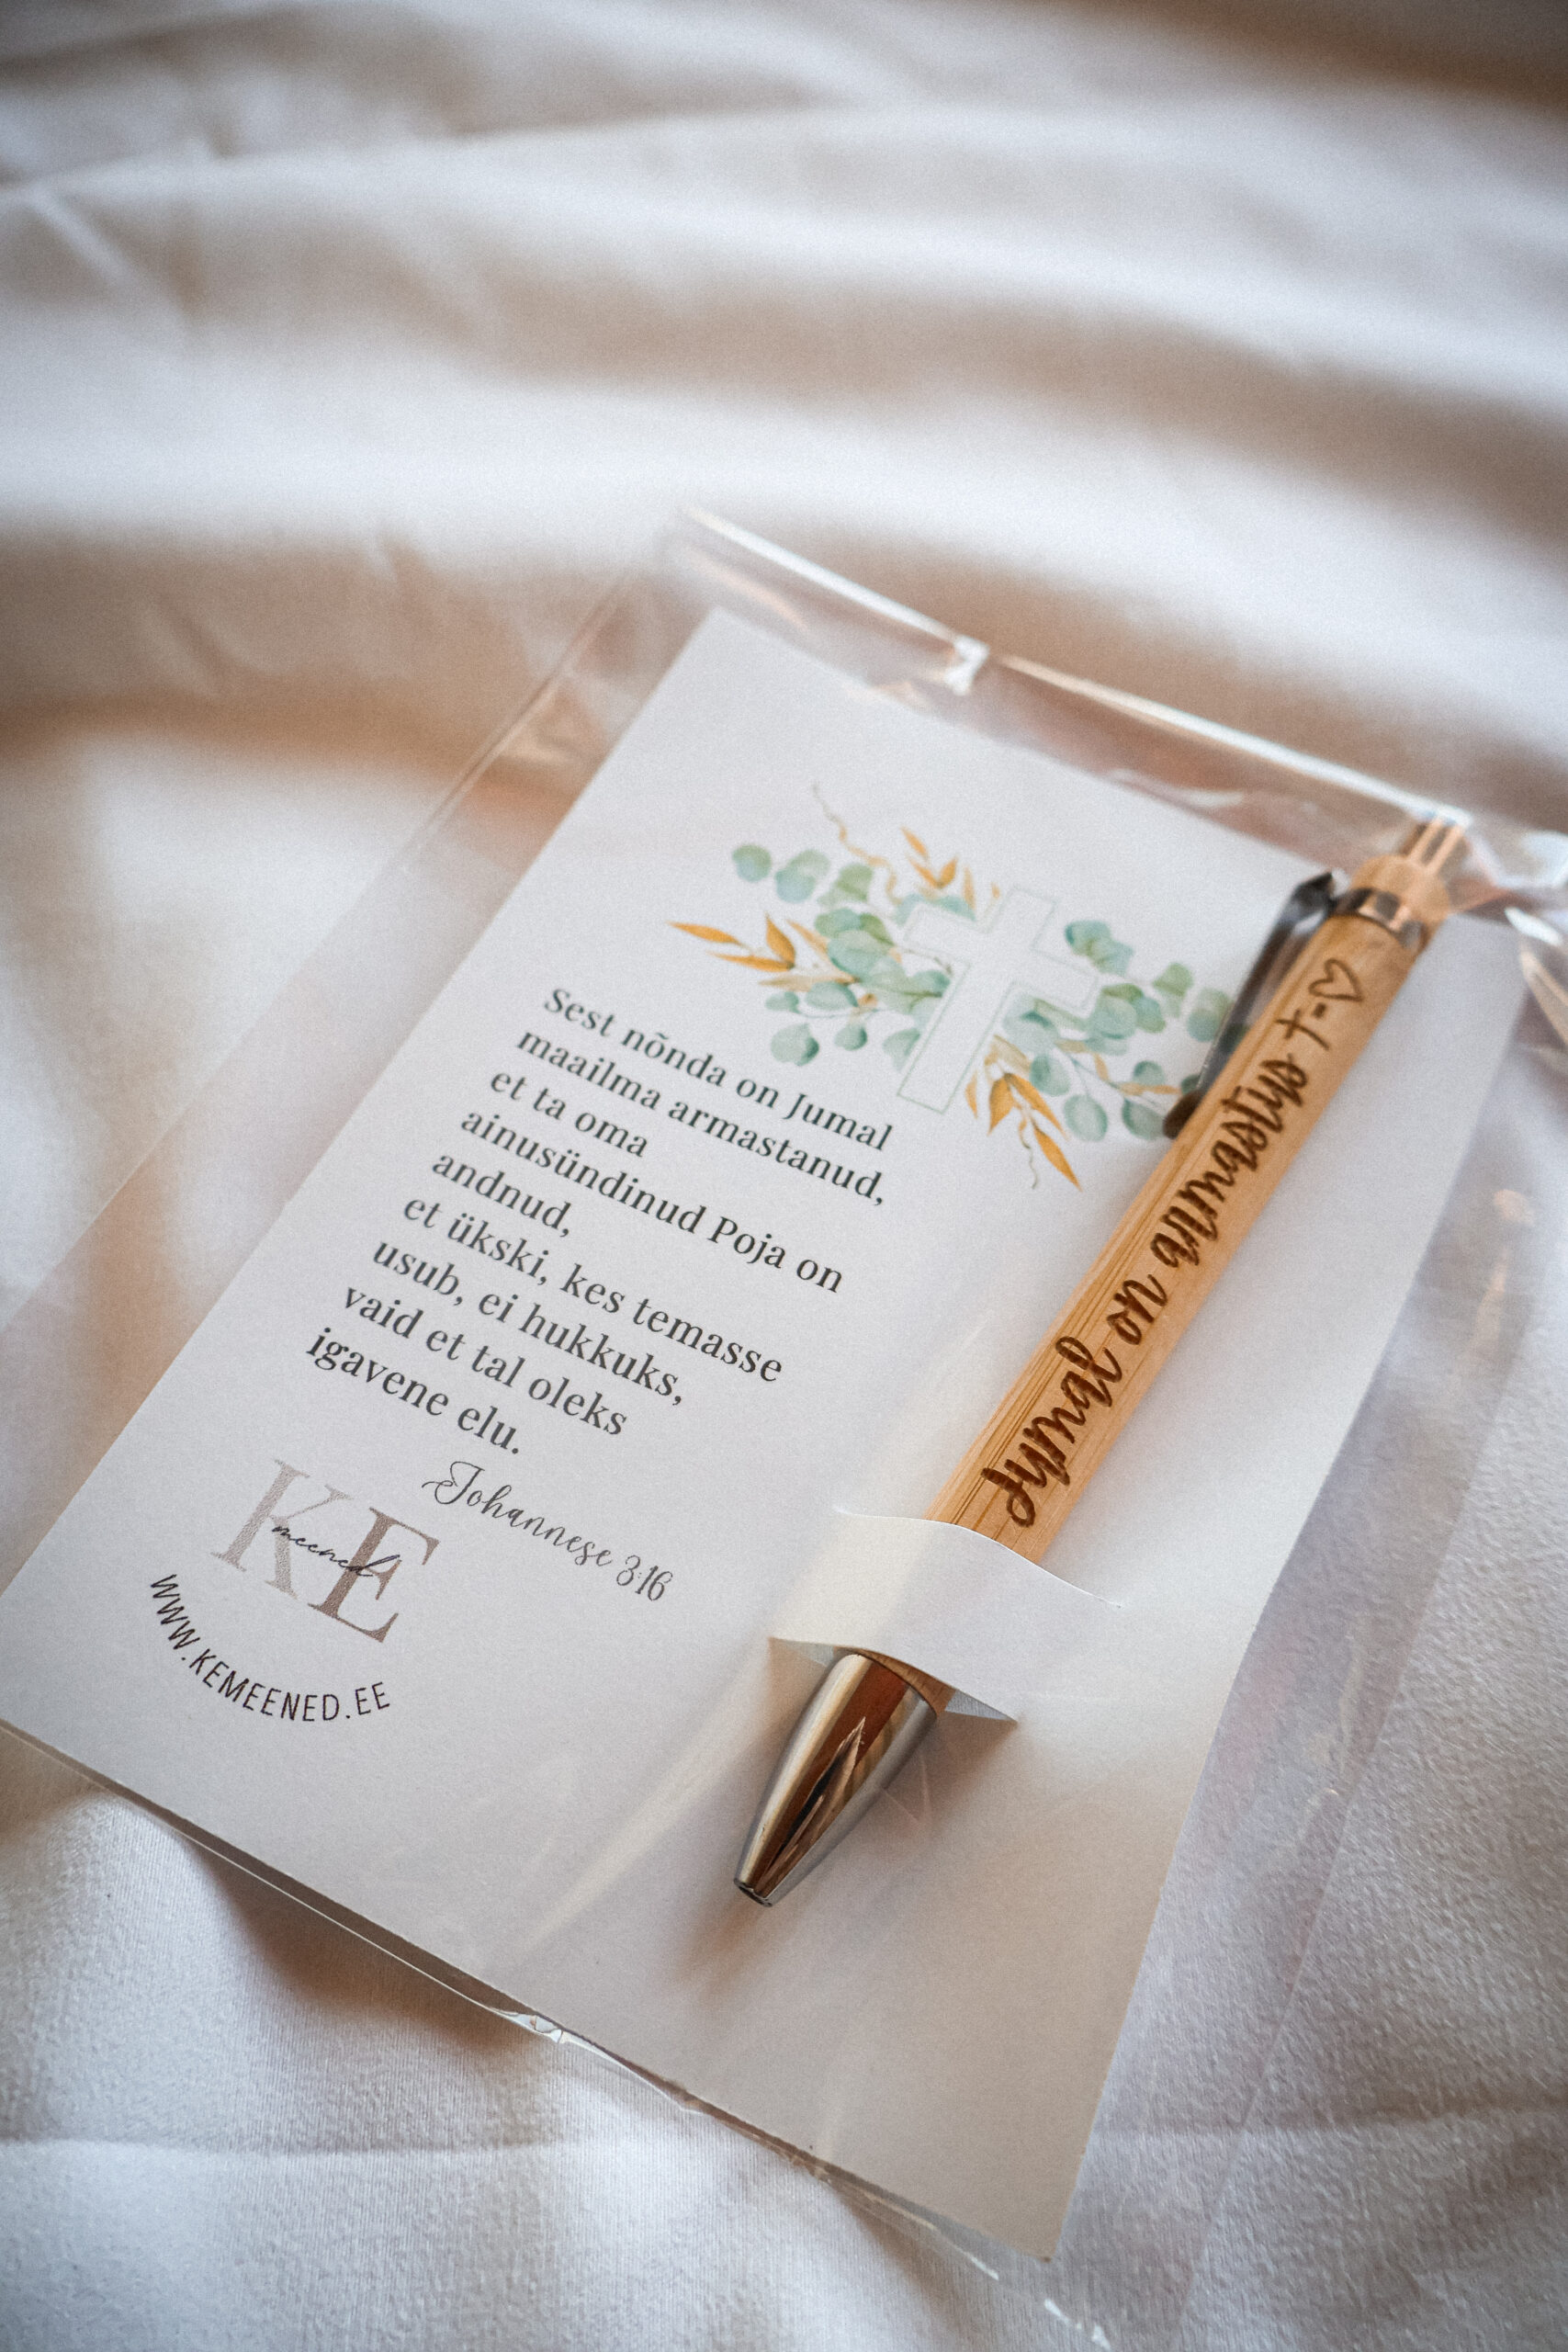 Sest nõnda on Jumal
maailma armastanud,
et ta oma
ainusündinud Poja on
andnud,
et ükski, kes temasse
usub, ei hukkuks,
vaid et tal oleks
igavene elu.
Johannese 3:16
KE
meened
WWW.KEMEENED.EE
Jumal on armastus